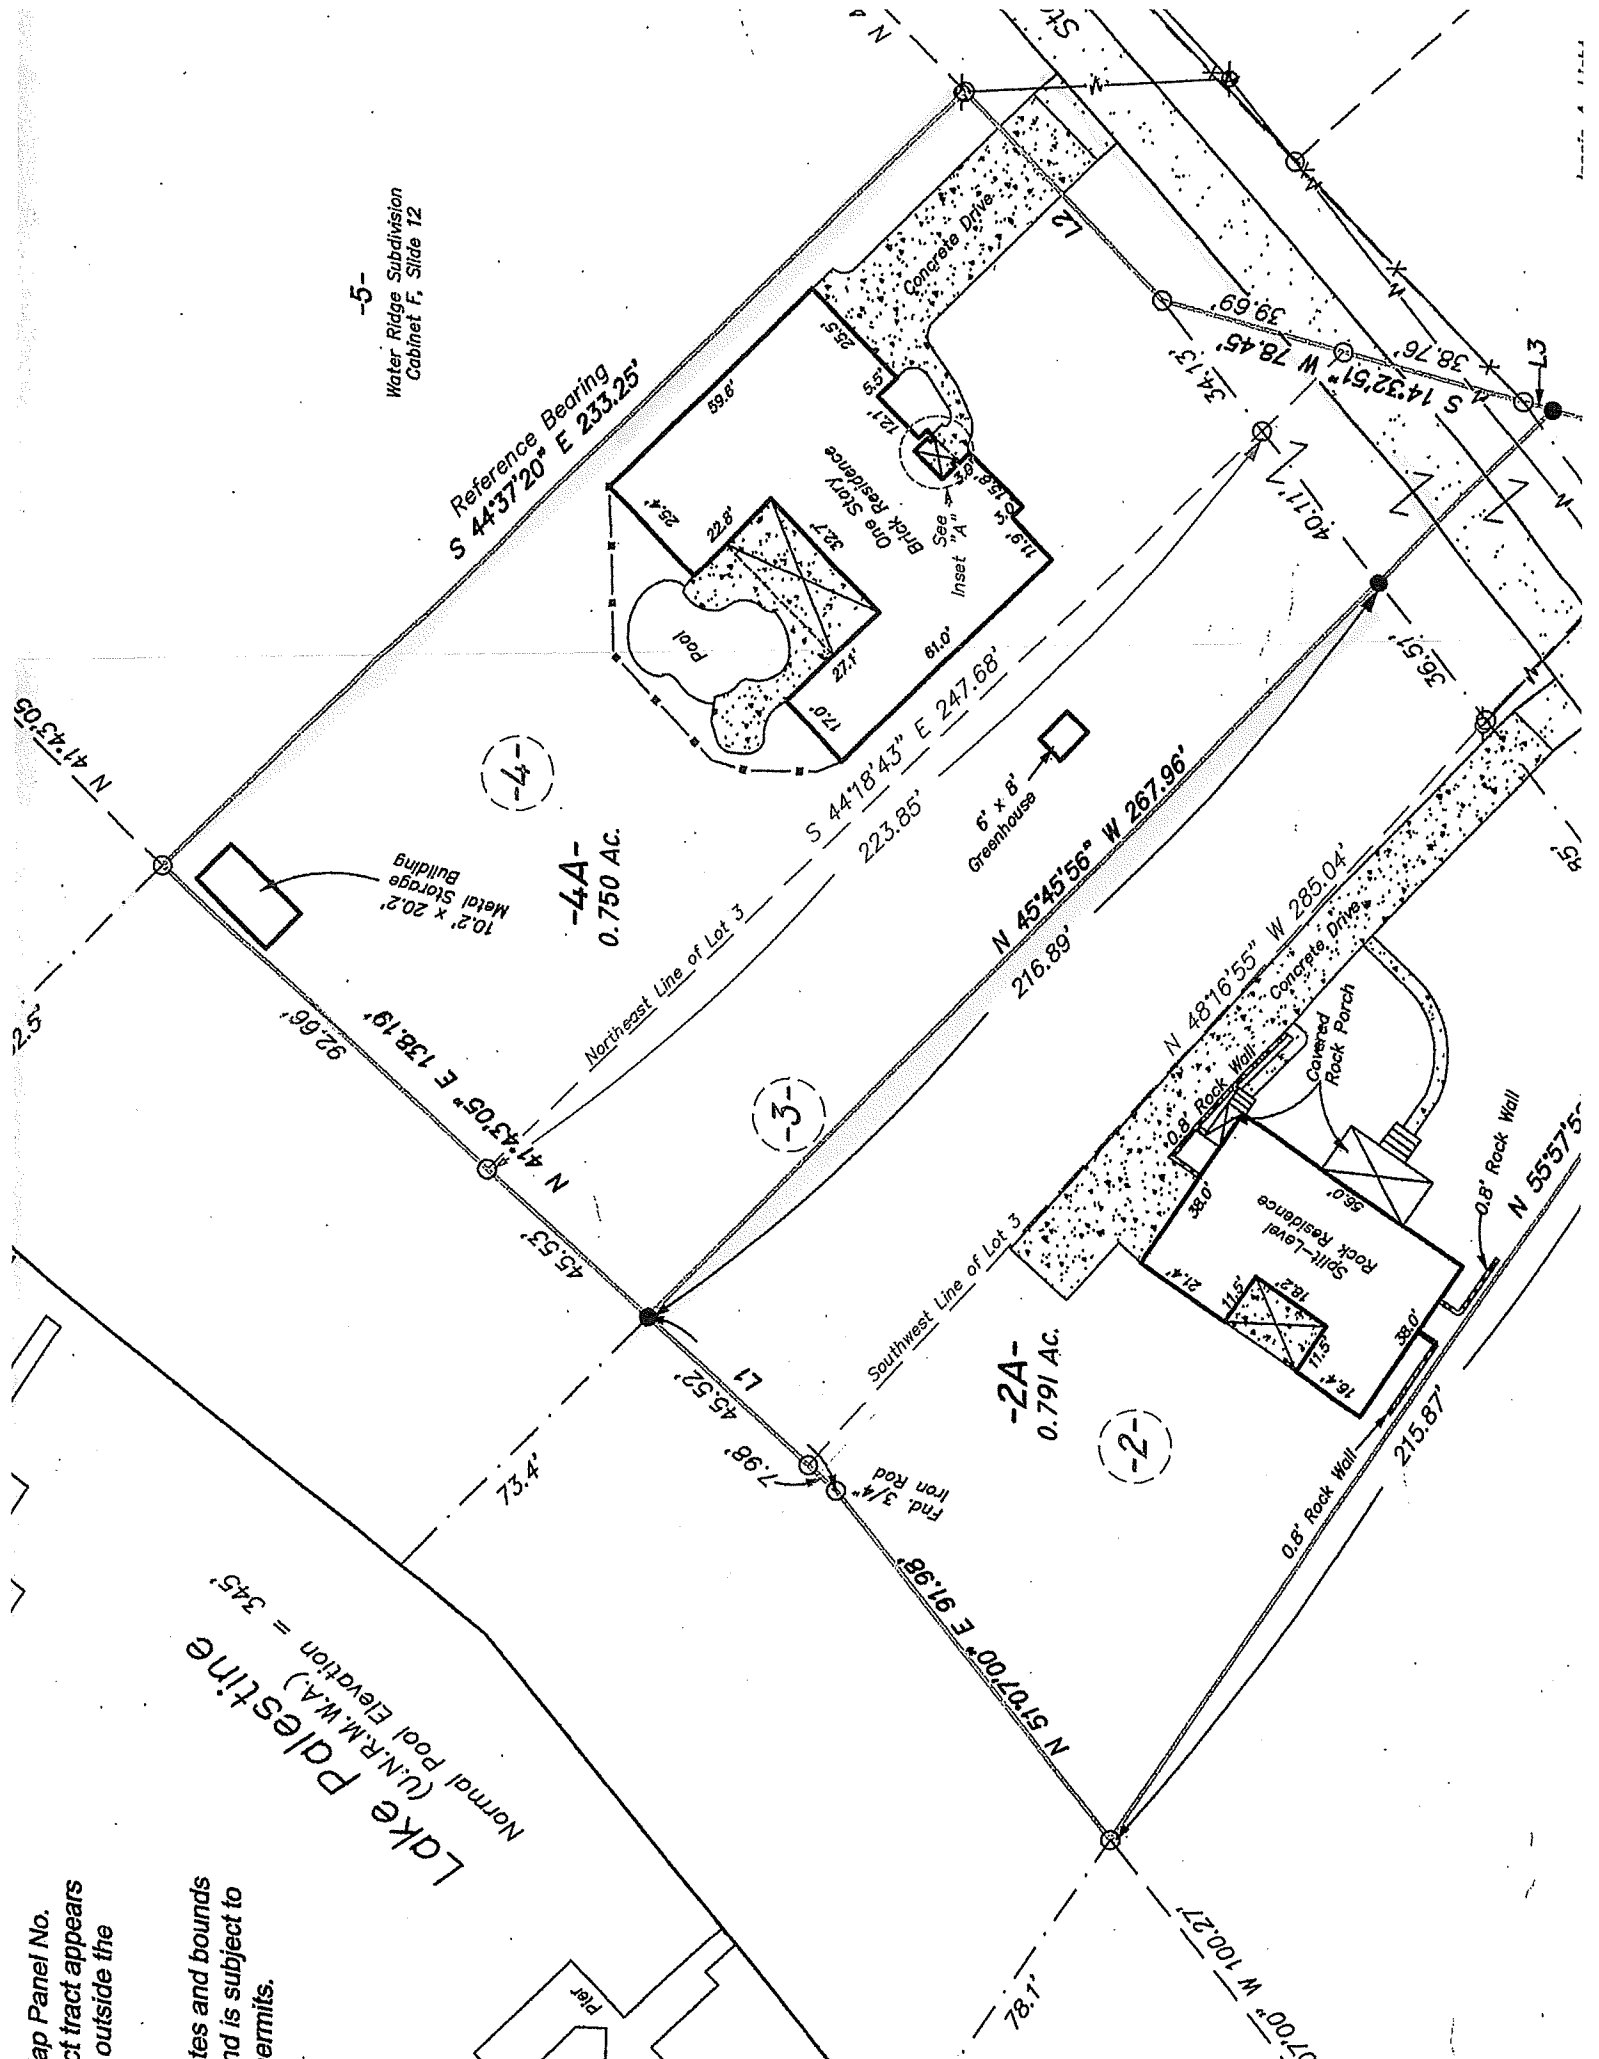 -5-
Water Ridge Subdivision
Cabinet F, Slide 12
Reference Bearing
S 44°37'20" E 233.25'
L2
Concrete Drive
25.5'
5.5'
12.1'
59.6'
25.4'
22.8'
32.7'
One Story
Brick Residence
See
Inset "A"
3.0'
15.8'
3.0'
11.9'
61.0'
27.1'
17.0'
Pool
39.69'
S 14°32'51" W 78.45'
38.76'
L3
34.13'
40.11'
36.51'
N 41°43'05
-4-
10.2' x 20.2'
Metal Storage
Building
-4A-
0.750 Ac.
S 44°18'43" E 247.68'
223.85'
6' x 8'
Greenhouse
Northeast Line of Lot 3
92.66'
N 41°43'05" E 138.19'
45.53'
N 45°45'56" W 267.96'
216.89'
-3-
N 48°16'55" W 285.04'
Concrete Drive
Covered
Rock Porch
0.8' Rock Wall
38.0'
56.0'
Split-Level
Rock Residence
21.4'
11.5'
18.2'
11.5'
16.4'
38.0'
0.8' Rock Wall
N 55°57'5
Southwest Line of Lot 3
-2A-
0.791 Ac.
-2-
L1
45.52'
7.98'
Fnd. 3/4"
Iron Rod
73.4'
0.8' Rock Wall
215.87'
N 51°07'00" E 91.98'
Lake Palestine
(U.N.R.M.W.A.)
Normal Pool Elevation = 345'
Pier
78.1'
07'00" W 100.27'
2.5'
ap Panel No.
ct tract appears
outside the
tes and bounds
nd is subject to
ermits.